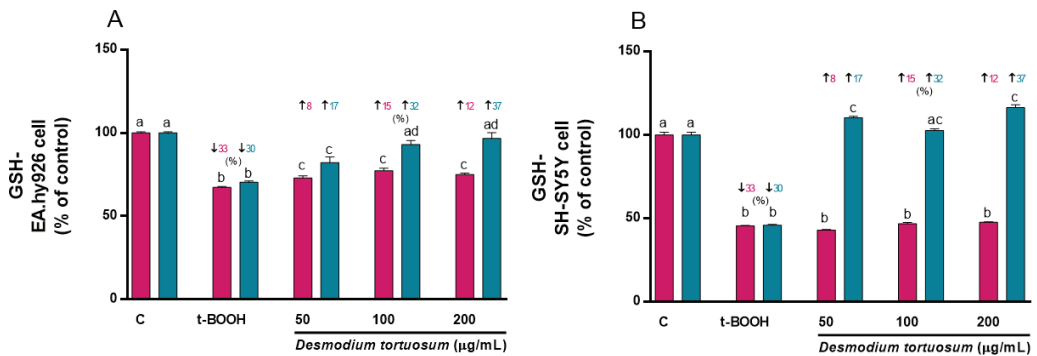 A
GSH-
EA.hy926 cell
(% of control)
150
100
50
0
a a
↓33 ↓30
(%)
b b
↑8 ↑17
c c
↑15 ↑32
(%)
c ad
↑12 ↑37
c ad
C t-BOOH 50 100 200
Desmodium tortuosum (µg/mL)
B
GSH-
SH-SY5Y cell
(% of control)
150
100
50
0
a a
↓33 ↓30
(%)
b b
↑8 ↑17
b c
↑15 ↑32
(%)
b ac
↑12 ↑37
b c
C t-BOOH 50 100 200
Desmodium tortuosum (µg/mL)